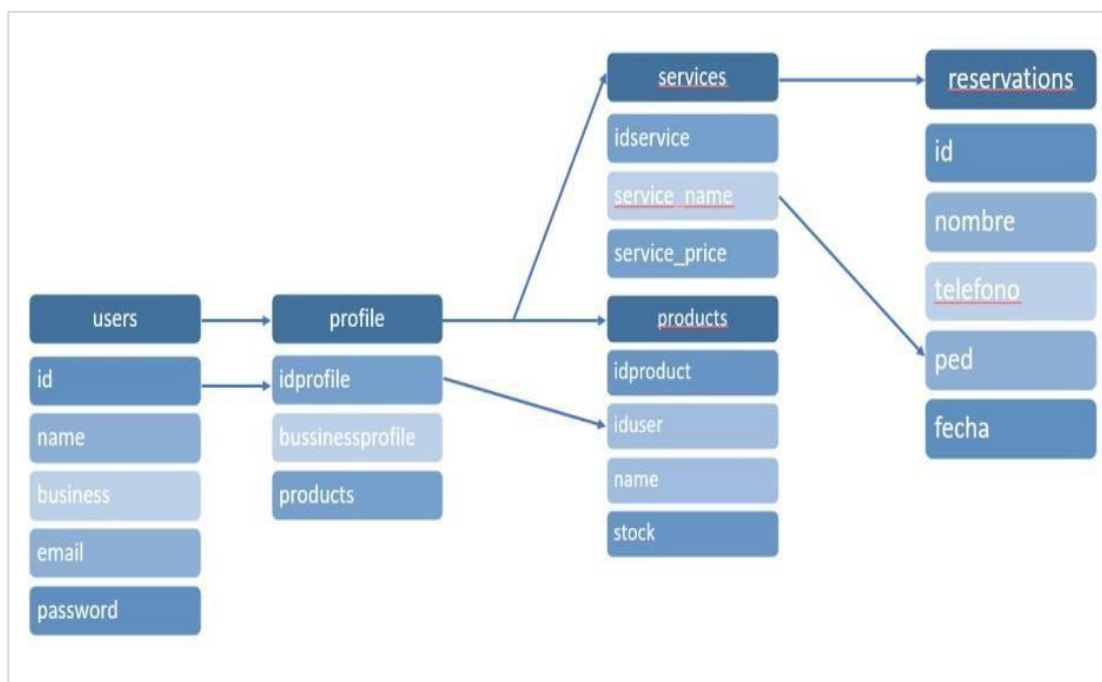 users
id
name
business
email
password
profile
idprofile
bussinessprofile
products
services
idservice
service_name
service_price
products
idproduct
iduser
name
stock
reservations
id
nombre
telefono
ped
fecha